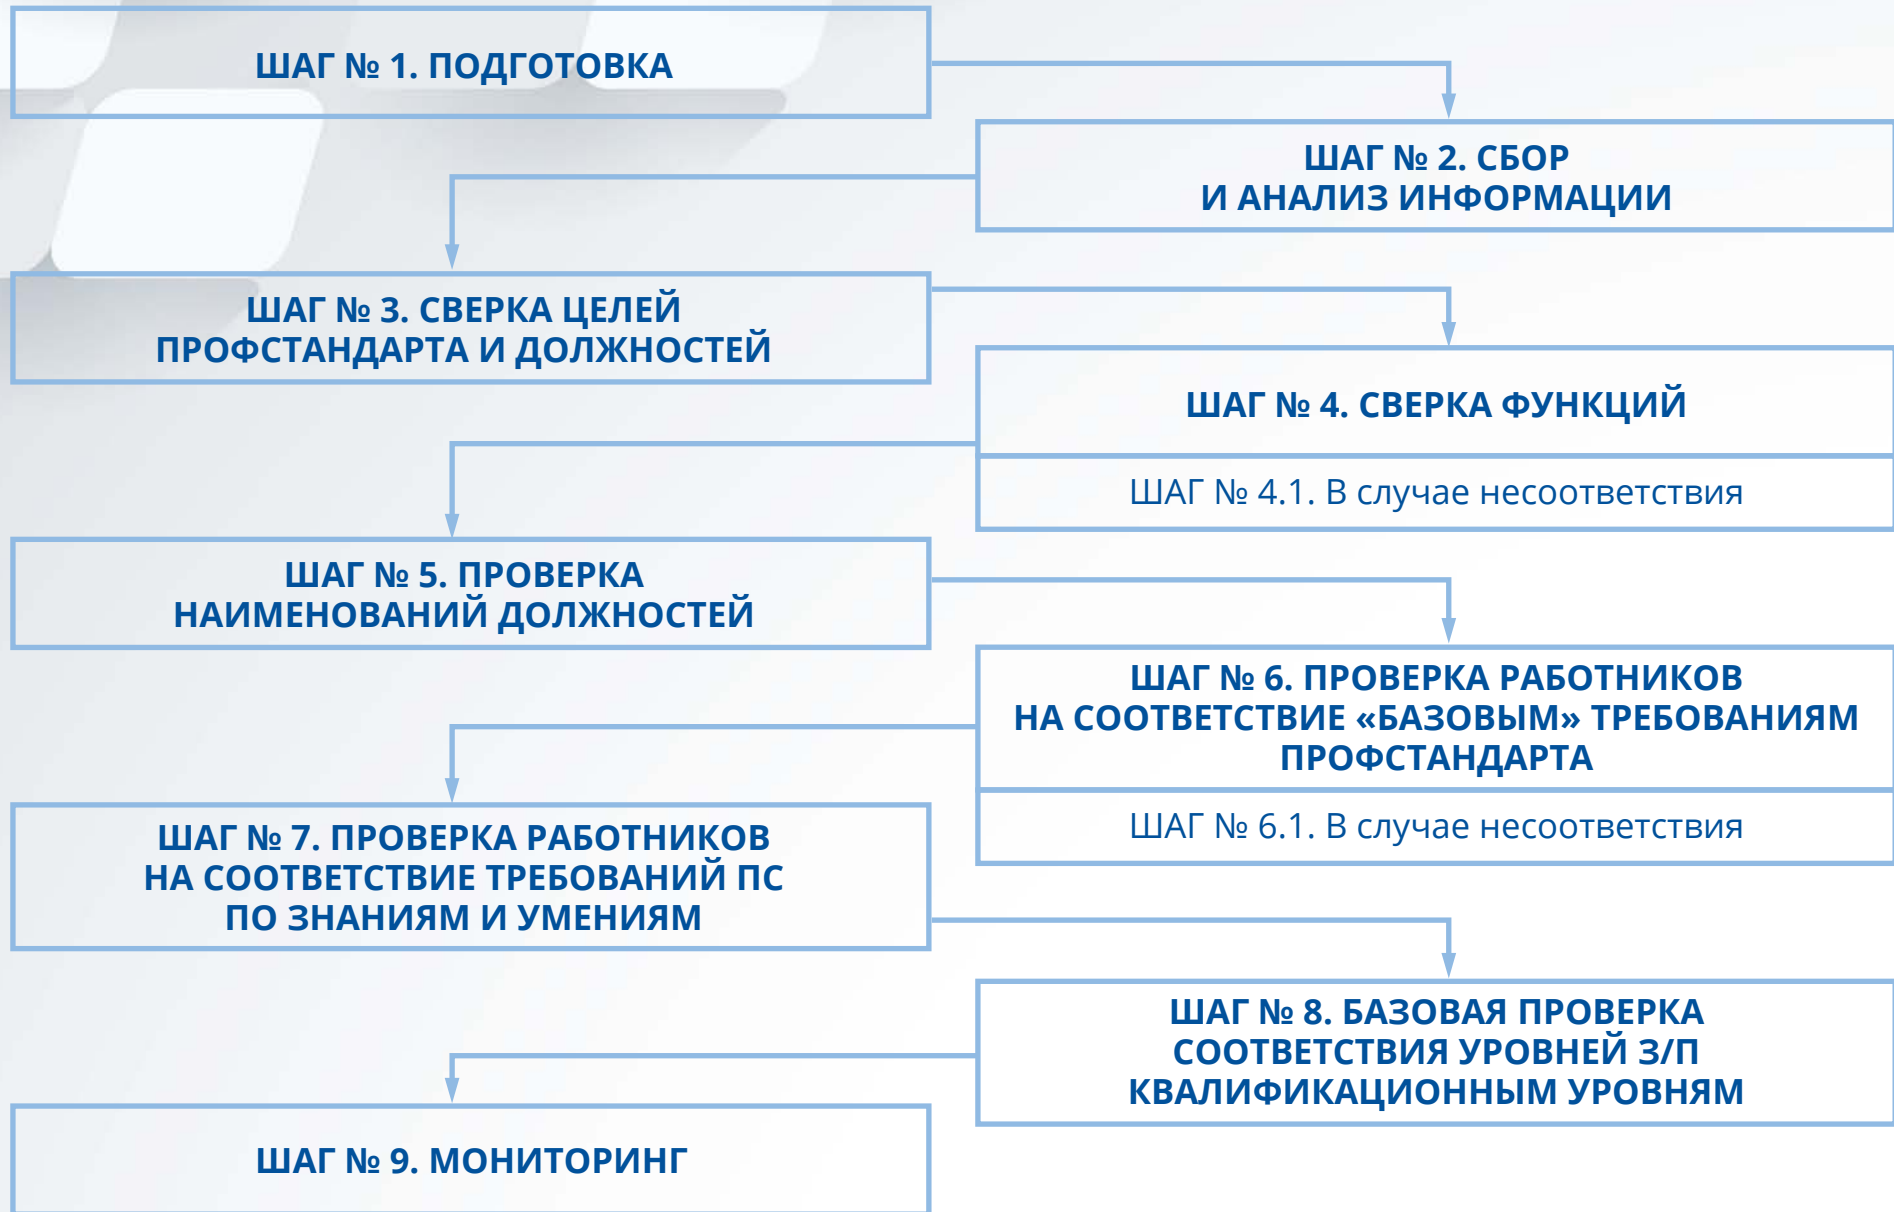 ШАГ № 1. ПОДГОТОВКА
ШАГ № 2. СБОР
И АНАЛИЗ ИНФОРМАЦИИ
ШАГ № 3. СВЕРКА ЦЕЛЕЙ
ПРОФСТАНДАРТА И ДОЛЖНОСТЕЙ
ШАГ № 4. СВЕРКА ФУНКЦИЙ
ШАГ № 4.1. В случае несоответствия
ШАГ № 5. ПРОВЕРКА
НАИМЕНОВАНИЙ ДОЛЖНОСТЕЙ
ШАГ № 6. ПРОВЕРКА РАБОТНИКОВ
НА СООТВЕТСТВИЕ «БАЗОВЫМ» ТРЕБОВАНИЯМ
ПРОФСТАНДАРТА
ШАГ № 6.1. В случае несоответствия
ШАГ № 7. ПРОВЕРКА РАБОТНИКОВ
НА СООТВЕТСТВИЕ ТРЕБОВАНИЙ ПС
ПО ЗНАНИЯМ И УМЕНИЯМ
ШАГ № 8. БАЗОВАЯ ПРОВЕРКА
СООТВЕТСТВИЯ УРОВНЕЙ З/П
КВАЛИФИКАЦИОННЫМ УРОВНЯМ
ШАГ № 9. МОНИТОРИНГ